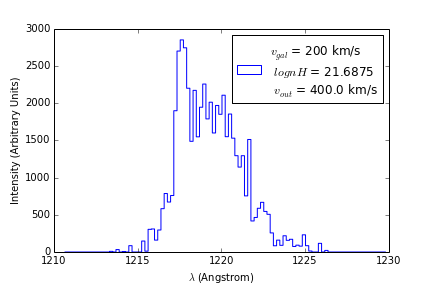 3000
2500
2000
1500
1000
500
0
Intensity (Arbitrary Units)
v_gal = 200 km/s
lognH = 21.6875
v_out = 400.0 km/s
1210 1215 1220 1225 1230
λ (Angstrom)